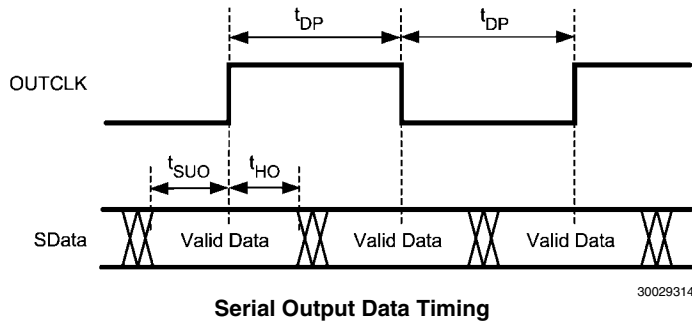 tDP tDP
OUTCLK
tSUO tHO
SData Valid Data Valid Data Valid Data
30029314
Serial Output Data Timing